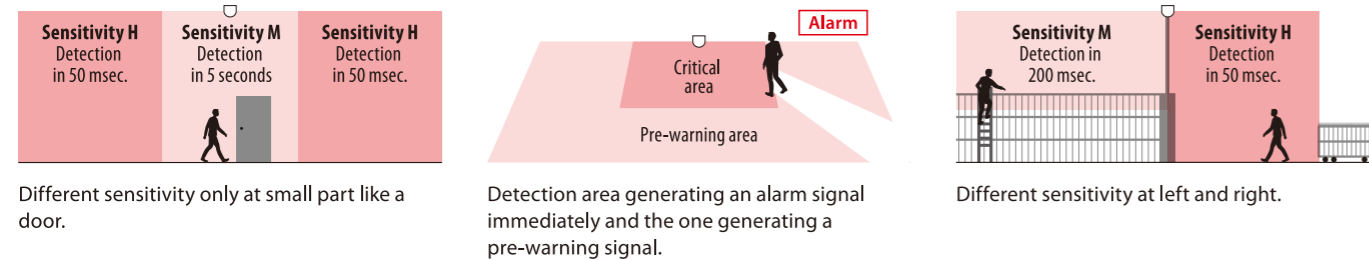 Sensitivity H
Detection
in 50 msec.
Sensitivity M
Detection
in 5 seconds
Sensitivity H
Detection
in 50 msec.
Different sensitivity only at small part like a
door.
Alarm
Critical
area
Pre-warning area
Detection area generating an alarm signal
immediately and the one generating a
pre-warning signal.
Sensitivity M
Detection in
200 msec.
Sensitivity H
Detection
in 50 msec.
Different sensitivity at left and right.